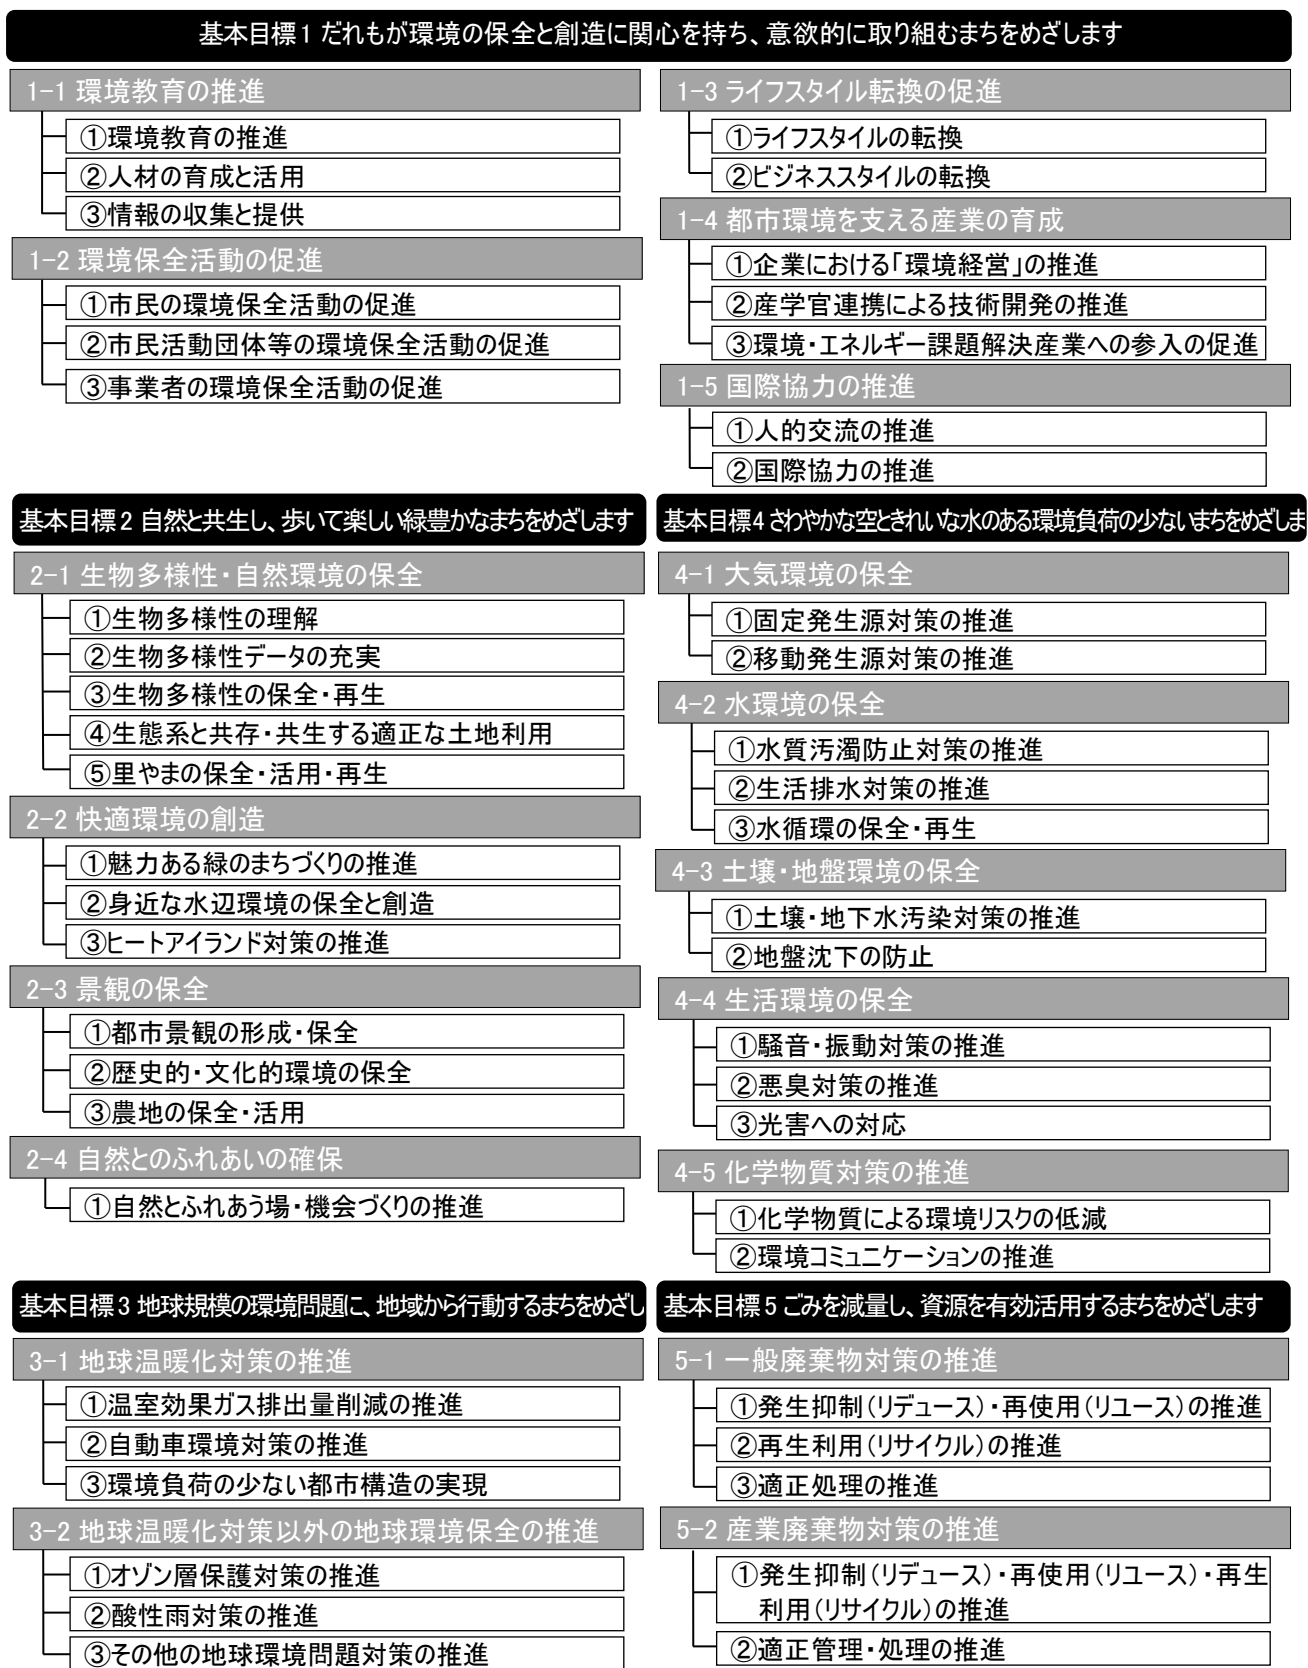 基本目標1 だれもが環境の保全と創造に関心を持ち、意欲的に取り組むまちをめざします
1-1 環境教育の推進
①環境教育の推進
②人材の育成と活用
③情報の収集と提供
1-2 環境保全活動の促進
①市民の環境保全活動の促進
②市民活動団体等の環境保全活動の促進
③事業者の環境保全活動の促進
1-3 ライフスタイル転換の促進
①ライフスタイルの転換
②ビジネススタイルの転換
1-4 都市環境を支える産業の育成
①企業における「環境経営」の推進
②産学官連携による技術開発の推進
③環境・エネルギー課題解決産業への参入の促進
1-5 国際協力の推進
①人的交流の推進
②国際協力の推進
基本目標2 自然と共生し、歩いて楽しい緑豊かなまちをめざします
2-1 生物多様性・自然環境の保全
①生物多様性の理解
②生物多様性データの充実
③生物多様性の保全・再生
④生態系と共存・共生する適正な土地利用
⑤里やまの保全・活用・再生
2-2 快適環境の創造
①魅力ある緑のまちづくりの推進
②身近な水辺環境の保全と創造
③ヒートアイランド対策の推進
2-3 景観の保全
①都市景観の形成・保全
②歴史的・文化的環境の保全
③農地の保全・活用
2-4 自然とのふれあいの確保
①自然とふれあう場・機会づくりの推進
基本目標4 さわやかな空ときれいな水のある環境負荷の少ないまちをめざしま
4-1 大気環境の保全
①固定発生源対策の推進
②移動発生源対策の推進
4-2 水環境の保全
①水質汚濁防止対策の推進
②生活排水対策の推進
③水循環の保全・再生
4-3 土壌・地盤環境の保全
①土壌・地下水汚染対策の推進
②地盤沈下の防止
4-4 生活環境の保全
①騒音・振動対策の推進
②悪臭対策の推進
③光害への対応
4-5 化学物質対策の推進
①化学物質による環境リスクの低減
②環境コミュニケーションの推進
基本目標3 地球規模の環境問題に、地域から行動するまちをめざし
3-1 地球温暖化対策の推進
①温室効果ガス排出量削減の推進
②自動車環境対策の推進
③環境負荷の少ない都市構造の実現
3-2 地球温暖化対策以外の地球環境保全の推進
①オゾン層保護対策の推進
②酸性雨対策の推進
③その他の地球環境問題対策の推進
基本目標5 ごみを減量し、資源を有効活用するまちをめざします
5-1 一般廃棄物対策の推進
①発生抑制(リデュース)・再使用(リユース)の推進
②再生利用(リサイクル)の推進
③適正処理の推進
5-2 産業廃棄物対策の推進
①発生抑制(リデュース)・再使用(リユース)・再生
利用(リサイクル)の推進
②適正管理・処理の推進